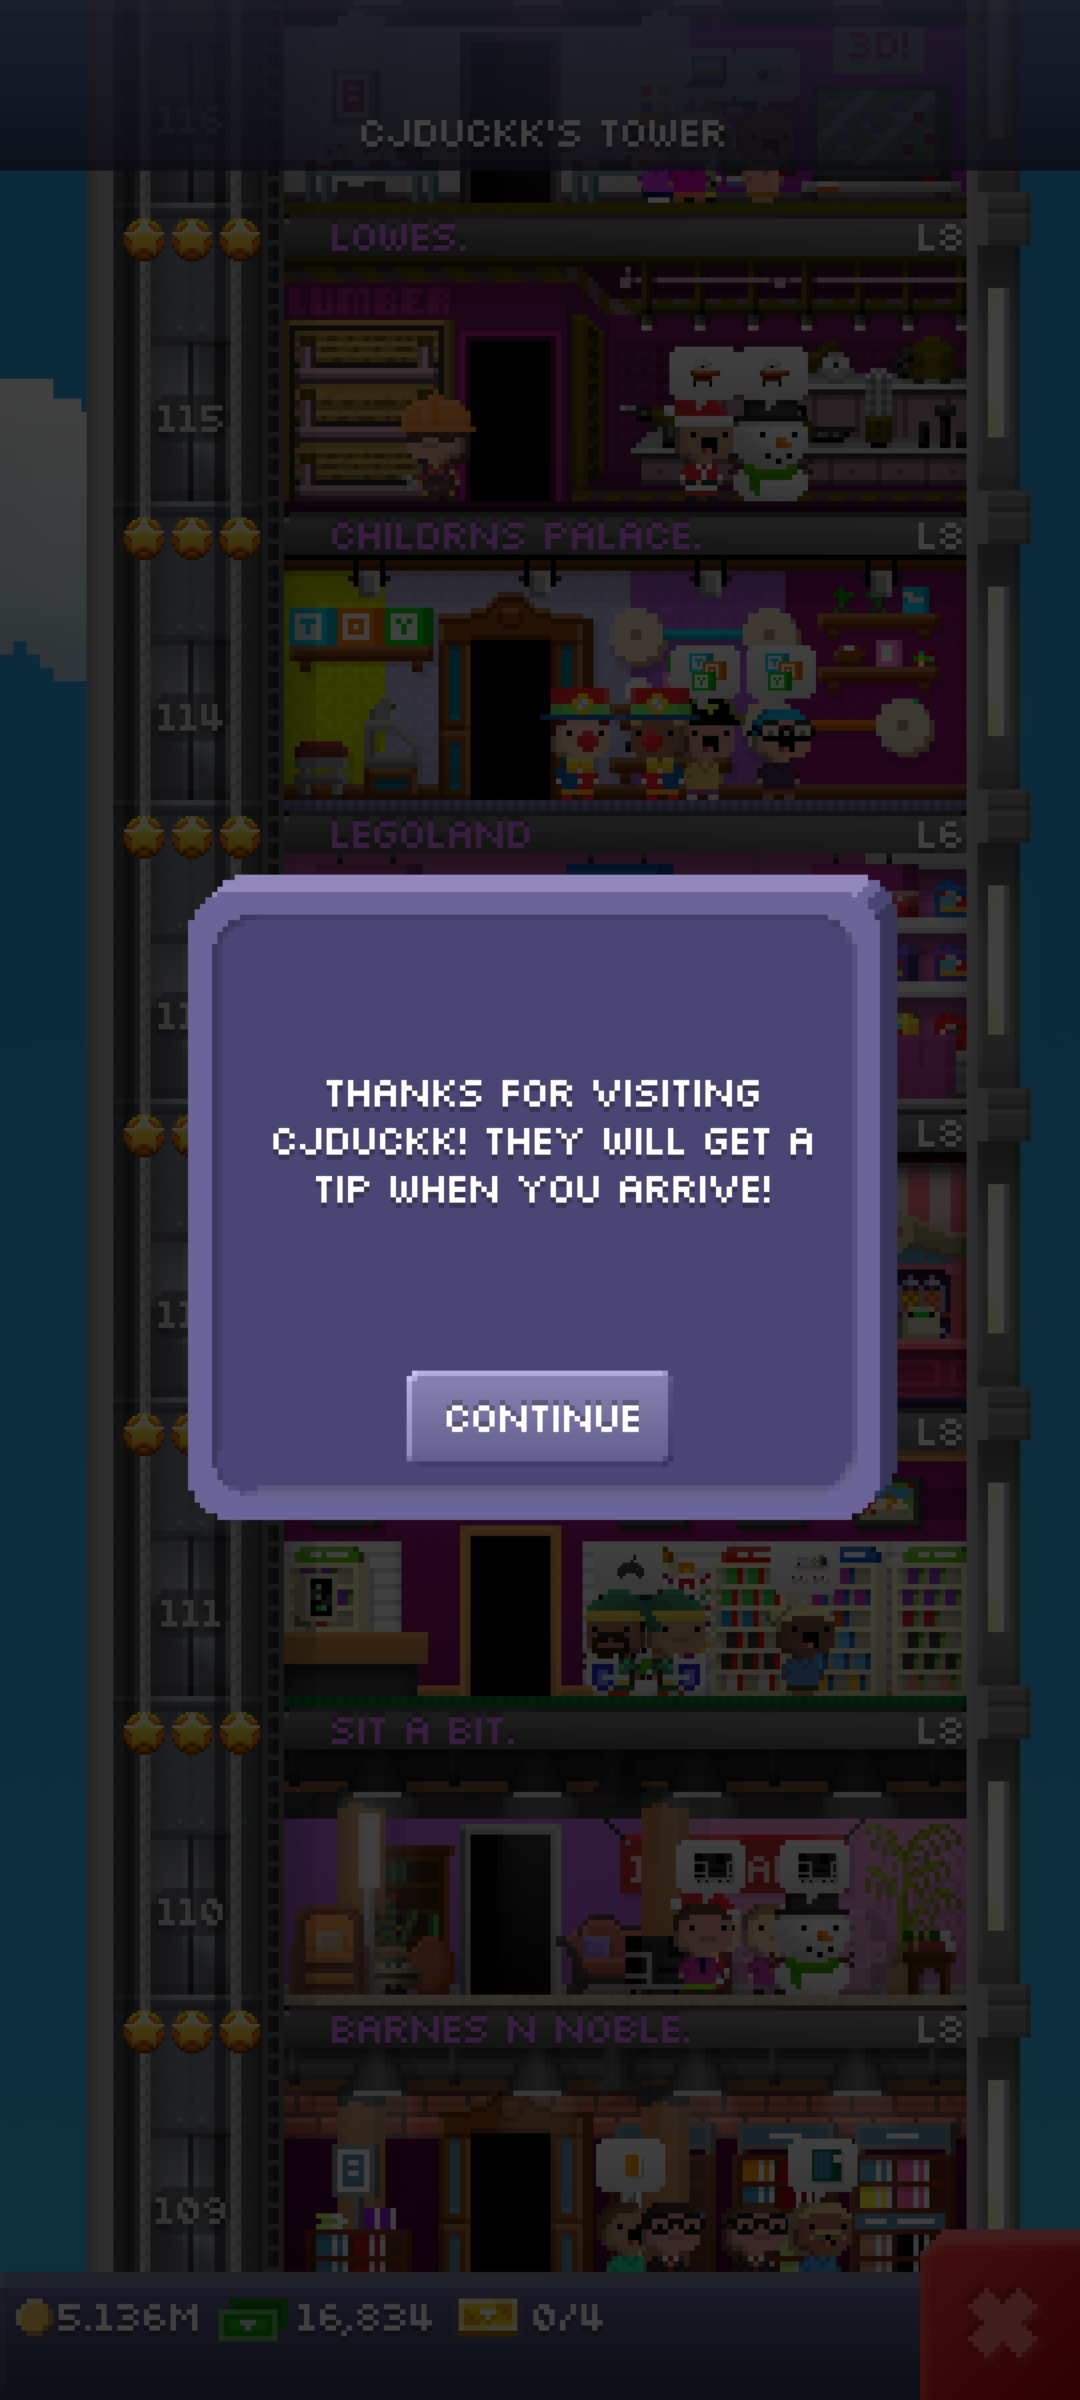 3D!
116
CJDUCKK'S TOWER
LOWES. L8
LUMBER
115
CHILDRNS PALACE. L8
TOY
114
LEGOLAND L6
L8
THANKS FOR VISITING
CJDUCKK! THEY WILL GET A
TIP WHEN YOU ARRIVE!
CONTINUE
L8
111
SIT A BIT. L8
110
BARNES N NOBLE. L8
109
5.136M 16,834 0/4